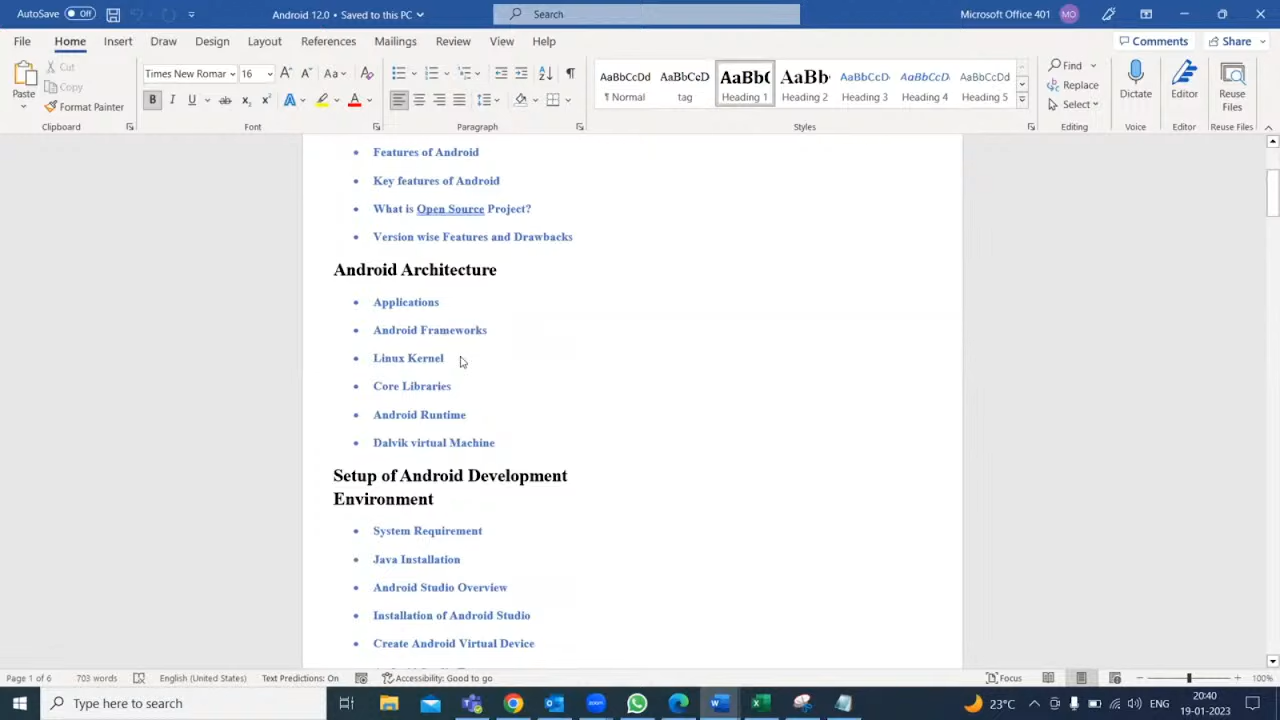 AutoSave Off Android 12.0 • Saved to this PC Search Microsoft Office 401 MO
File Home Insert Draw Design Layout References Mailings Review View Help Comments Share
Paste Cut Copy Format Painter
Times New Romar 16
AaBbCcDd AaBbCcD AaBb( AaBb AaBbCcD AaBbCcD AaBbCcDd
¶ Normal tag Heading 1 Heading 2 Heading 3 Heading 4 Heading 5
Find Replace Select Dictate Editor Reuse Files
Clipboard Font Paragraph Styles Editing Voice Editor Reuse Files
• Features of Android
• Key features of Android
• What is Open Source Project?
• Version wise Features and Drawbacks
Android Architecture
• Applications
• Android Frameworks
• Linux Kernel
• Core Libraries
• Android Runtime
• Dalvik virtual Machine
Setup of Android Development
Environment
• System Requirement
• Java Installation
• Android Studio Overview
• Installation of Android Studio
• Create Android Virtual Device
Page 1 of 6 703 words English (United States) Text Predictions: On Accessibility: Good to go Focus 100%
Type here to search zoom 23°C ENG 20:40
19-01-2023